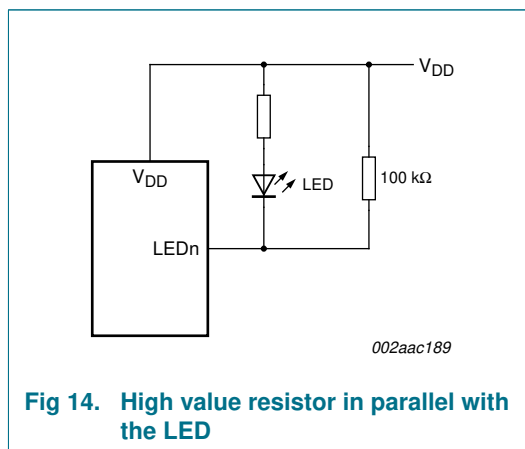 VDD
VDD
LED
100 kΩ
LEDn
002aac189
Fig 14. High value resistor in parallel with
the LED